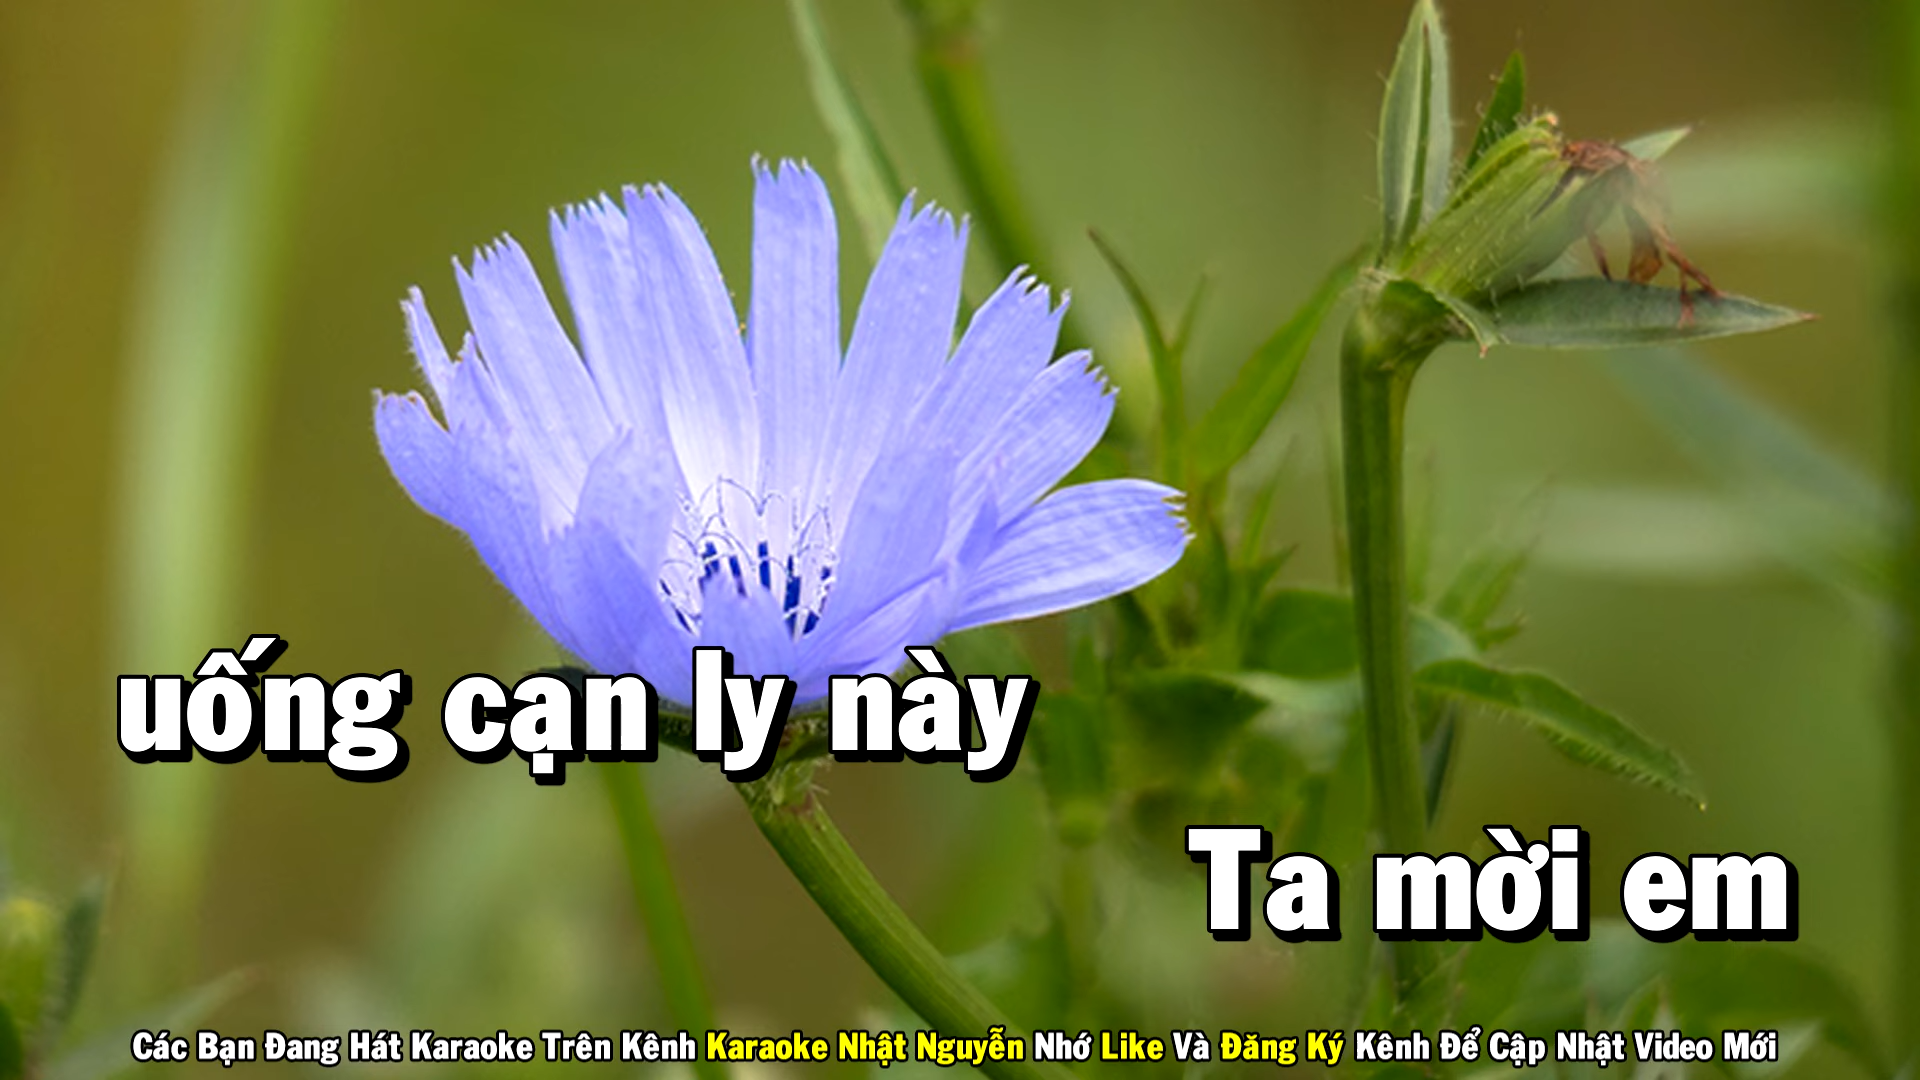 uống cạn ly này
Ta mời em
Các Bạn Đang Hát Karaoke Trên Kênh Karaoke Nhật Nguyễn Nhớ Like Và Đăng Ký Kênh Để Cập Nhật Video Mới